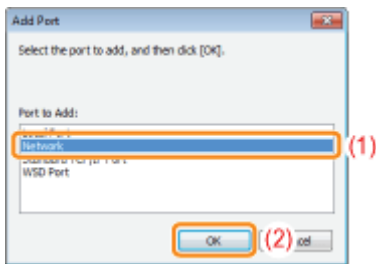 Add Port
Select the port to add, and then click [OK].
Port to Add:
Network
(1)
WSD Port
OK
(2)